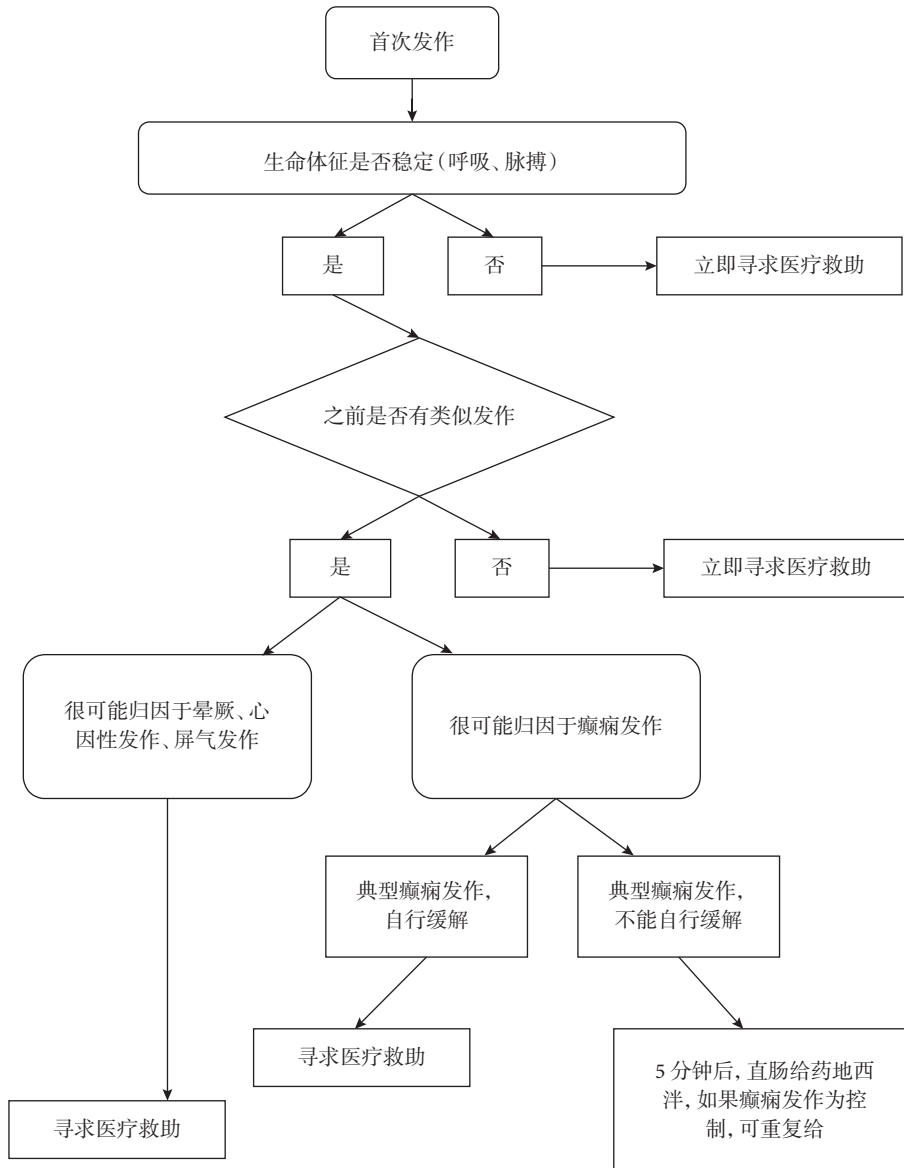 首次发作
生命体征是否稳定（呼吸、脉搏）
是
否
立即寻求医疗救助
之前是否有类似发作
是
否
立即寻求医疗救助
很可能归因于晕厥、心
因性发作、屏气发作
很可能归因于癫痫发作
典型癫痫发作，
自行缓解
典型癫痫发作，
不能自行缓解
寻求医疗救助
5分钟后，直肠给药地西
泮，如果癫痫发作为控
制，可重复给
寻求医疗救助